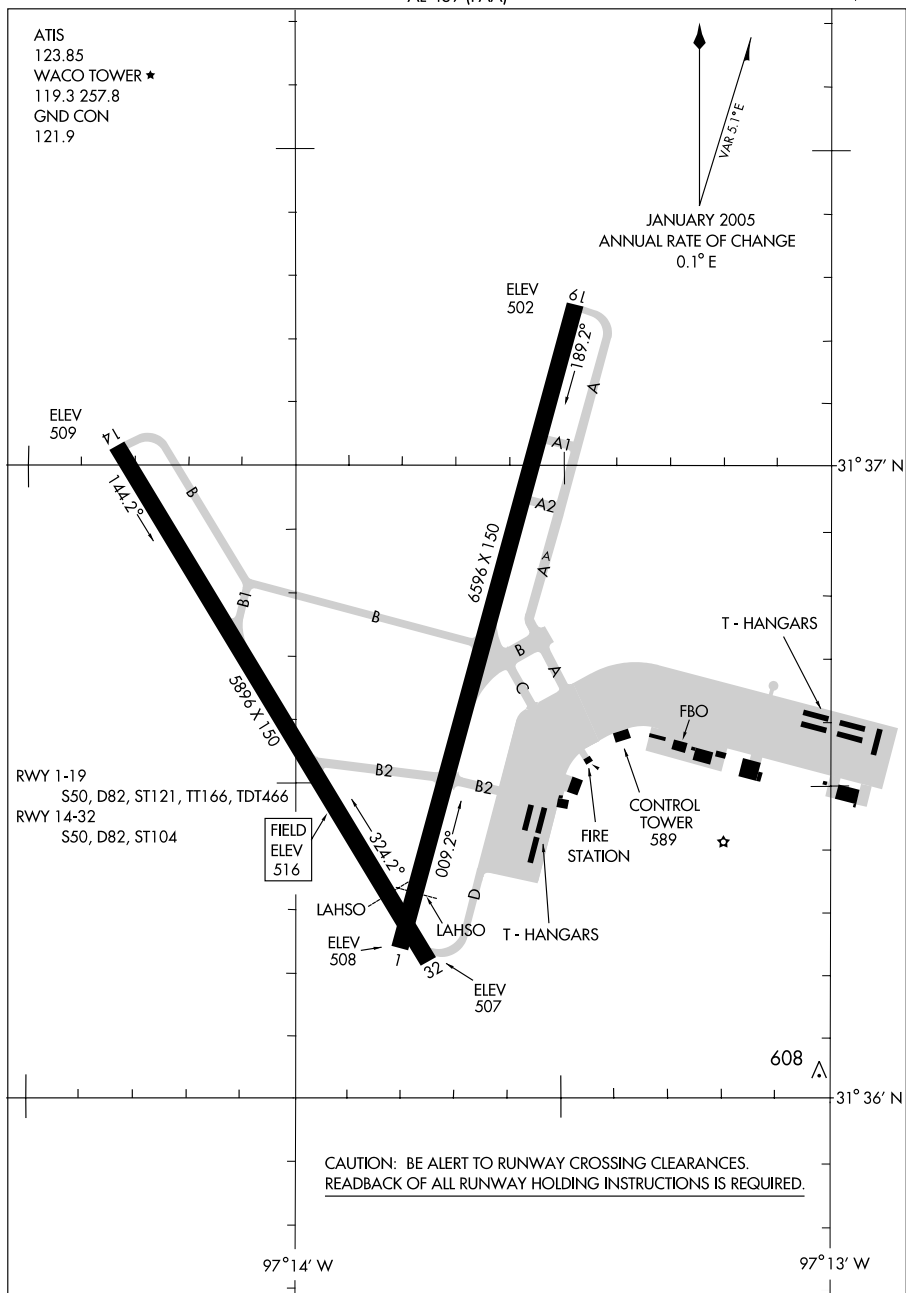 ATIS
123.85
WACO TOWER ★
119.3 257.8
GND CON
121.9
VAR 5.1° E
JANUARY 2005
ANNUAL RATE OF CHANGE
0.1° E
ELEV
502
19
189.2°
A
A1
A2
A
A
ELEV
509
14
144.2°
B
31° 37' N
6596 X 150
B1
B
B
A
C
T - HANGARS
5896 X 150
FBO
RWY 1-19
S50, D82, ST121, TT166, TDT466
RWY 14-32
S50, D82, ST104
B2
B2
FIELD
ELEV
516
324.2°
009.2°
CONTROL
TOWER
589
FIRE
STATION
D
LAHSO
LAHSO
T - HANGARS
ELEV
508
1
32
ELEV
507
608
31° 36' N
CAUTION: BE ALERT TO RUNWAY CROSSING CLEARANCES.
READBACK OF ALL RUNWAY HOLDING INSTRUCTIONS IS REQUIRED.
97° 14' W
97° 13' W